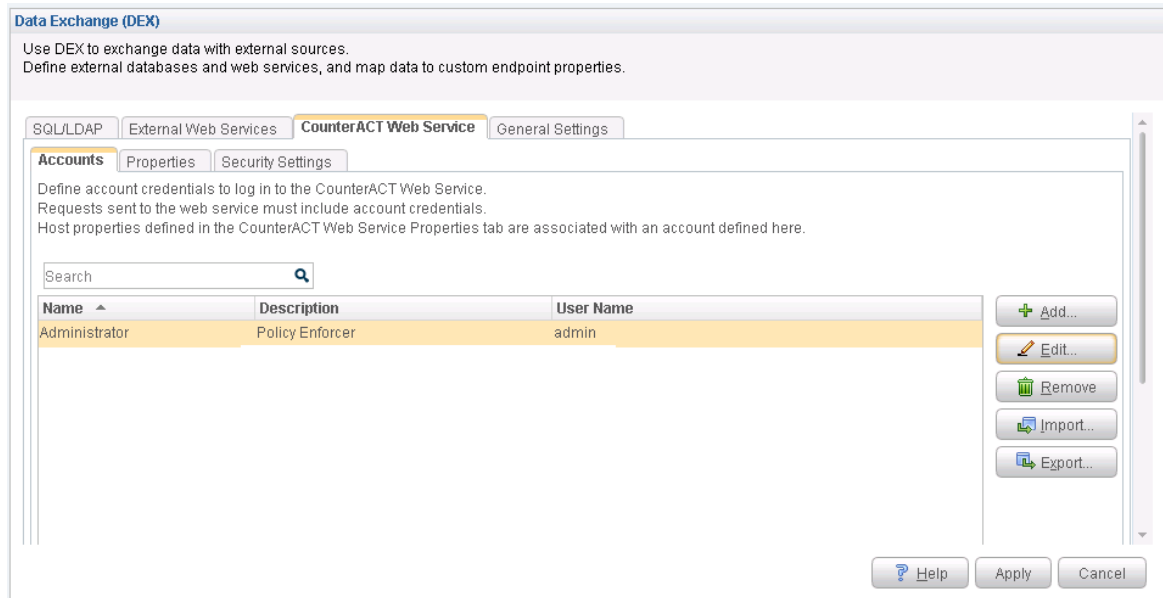 Data Exchange (DEX)
Use DEX to exchange data with external sources.
Define external databases and web services, and map data to custom endpoint properties.
SQL/LDAP External Web Services CounterACT Web Service General Settings
Accounts Properties Security Settings
Define account credentials to log in to the CounterACT Web Service.
Requests sent to the web service must include account credentials.
Host properties defined in the CounterACT Web Service Properties tab are associated with an account defined here.
Search
Name Description User Name
Administrator Policy Enforcer admin
Add...
Edit...
Remove
Import...
Export...
Help Apply Cancel